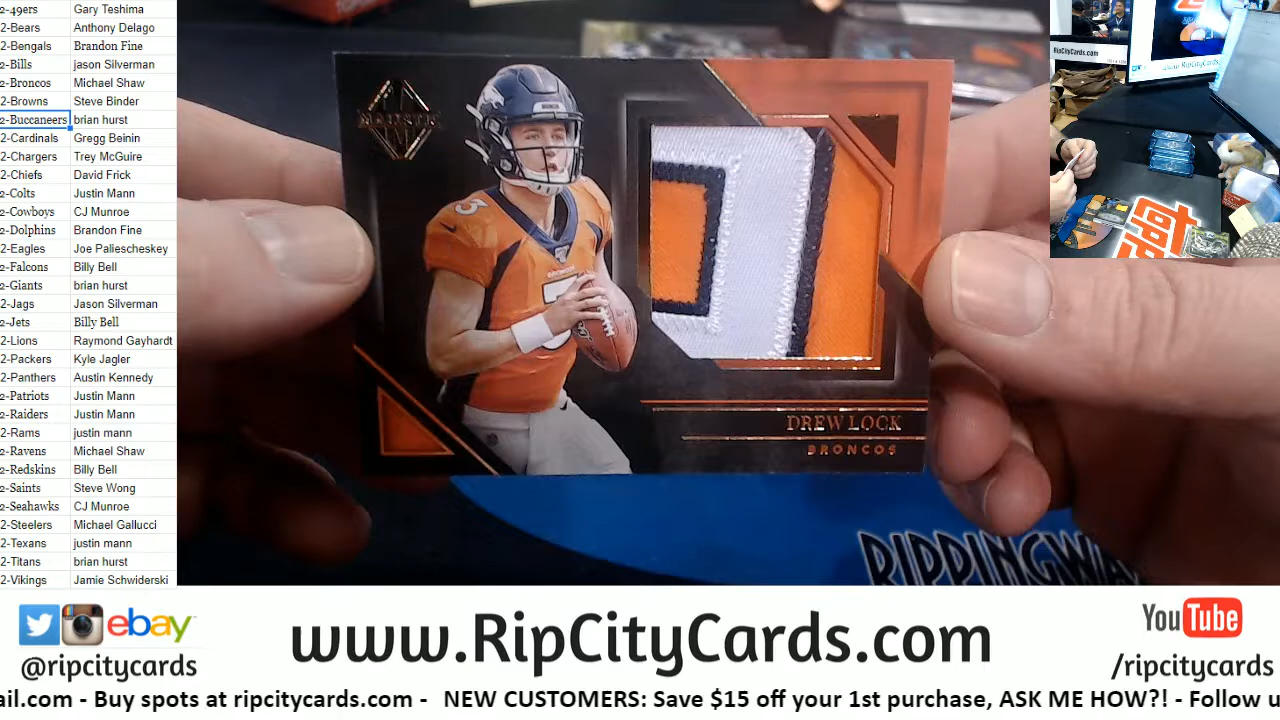 2-49ers Gary Teshima
2-Bears Anthony Delago
2-Bengals Brandon Fine
2-Bills jason Silverman
2-Broncos Michael Shaw
2-Browns Steve Binder
2-Buccaneers brian hurst
2-Cardinals Gregg Beinin
2-Chargers Trey McGuire
2-Chiefs David Frick
2-Colts Justin Mann
2-Cowboys CJ Munroe
2-Dolphins Brandon Fine
2-Eagles Joe Paliescheskey
2-Falcons Billy Bell
2-Giants brian hurst
2-Jags Jason Silverman
2-Jets Billy Bell
2-Lions Raymond Gayhardt
2-Packers Kyle Jagler
2-Panthers Austin Kennedy
2-Patriots Justin Mann
2-Raiders Justin Mann
2-Rams justin mann
2-Ravens Michael Shaw
2-Redskins Billy Bell
2-Saints Steve Wong
2-Seahawks CJ Munroe
2-Steelers Michael Gallucci
2-Texans justin mann
2-Titans brian hurst
2-Vikings Jamie Schwiderski
MAJESTIC
3
3
DREW LOCK
BRONCOS
RipCityCards.com
RIPPINGWA
ebay
@ripcitycards
www.RipCityCards.com
YouTube
/ripcitycards
ail.com - Buy spots at ripcitycards.com - NEW CUSTOMERS: Save $15 off your 1st purchase, ASK ME HOW?! - Follow u